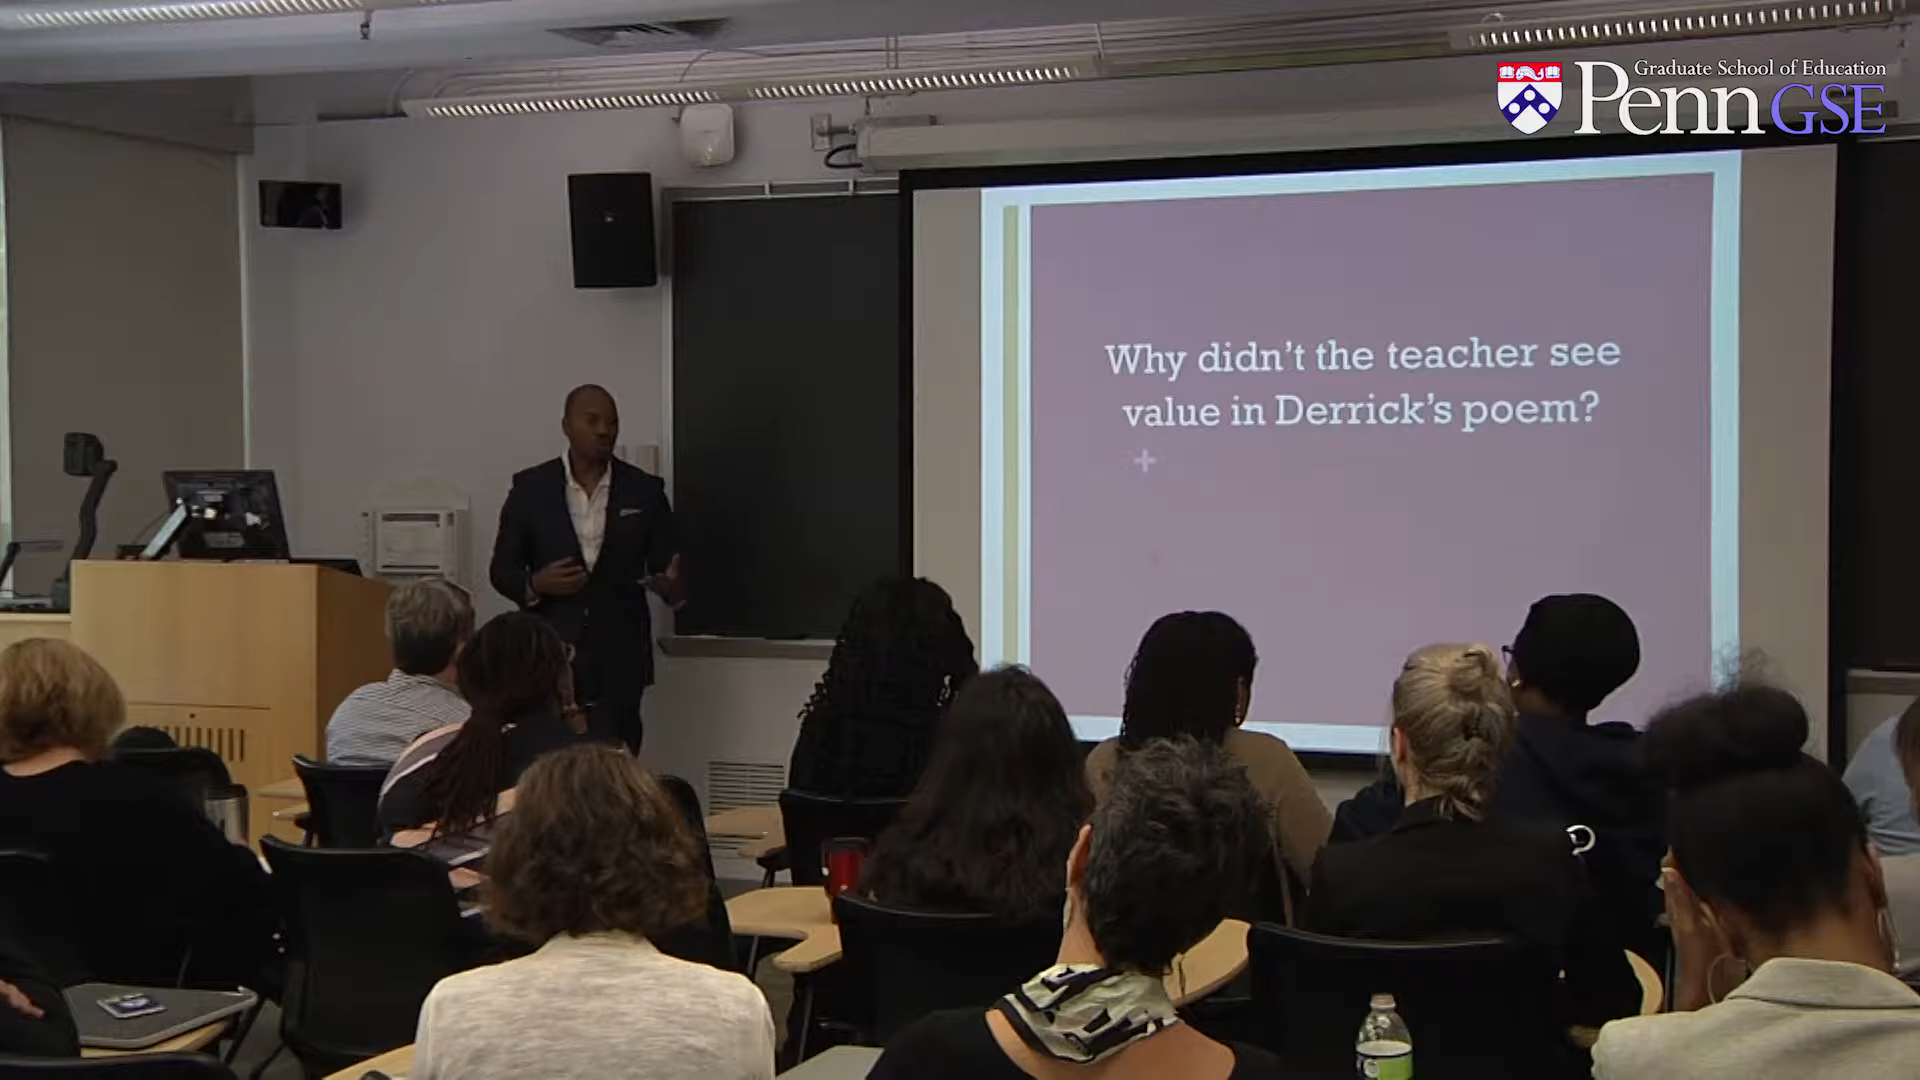 Graduate School of Education
Penn GSE
Why didn't the teacher see
value in Derrick's poem?
+